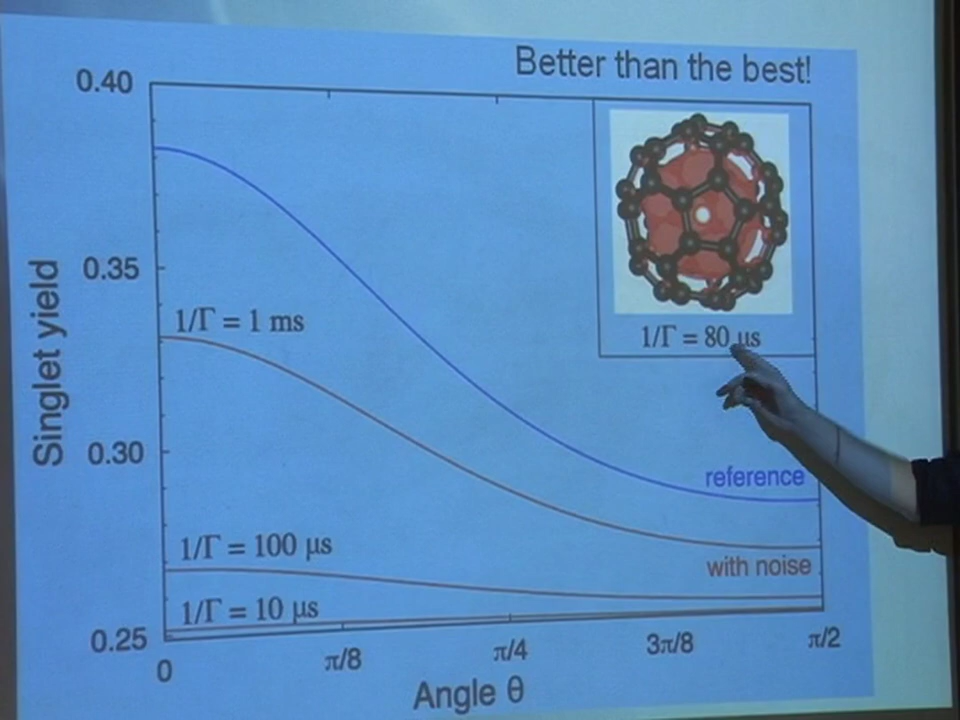 Better than the best!
0.40
0.35
0.30
0.25
Singlet yield
1/Γ = 1 ms
1/Γ = 80 µs
reference
1/Γ = 100 µs
with noise
1/Γ = 10 µs
0
π/8
π/4
3π/8
π/2
Angle θ